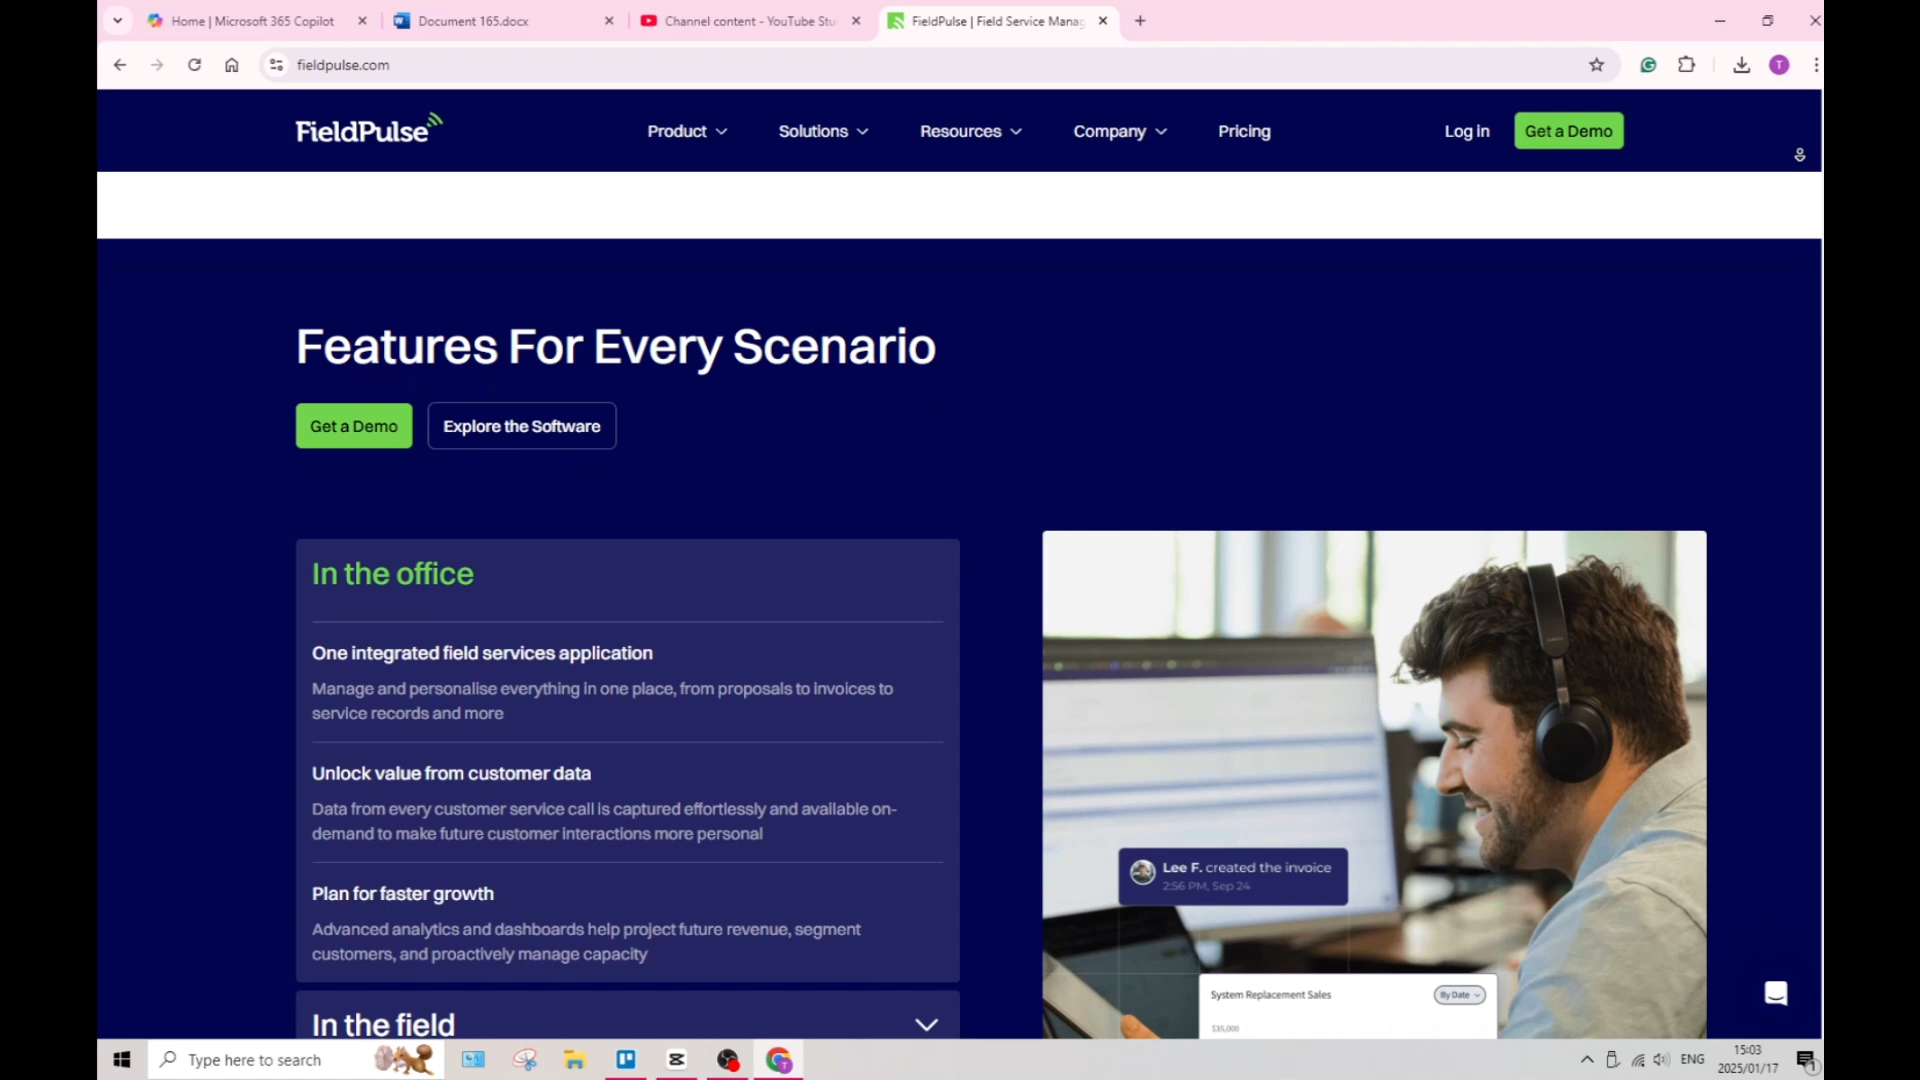 Home | Microsoft 365 Copilot
Document 165.docx
Channel content - YouTube Stu
FieldPulse | Field Service Manag
fieldpulse.com
T
FieldPulse
Product
Solutions
Resources
Company
Pricing
Log in
Get a Demo
Features For Every Scenario
Get a Demo
Explore the Software
In the office
One integrated field services application
Manage and personalise everything in one place, from proposals to invoices to
service records and more
Unlock value from customer data
Data from every customer service call is captured effortlessly and available on-
demand to make future customer interactions more personal
Plan for faster growth
Advanced analytics and dashboards help project future revenue, segment
customers, and proactively manage capacity
In the field
Lee F. created the invoice
2:56 PM, Sep 24
System Replacement Sales
By Date
$35,000
Type here to search
ENG
15:03
2025/01/17
1